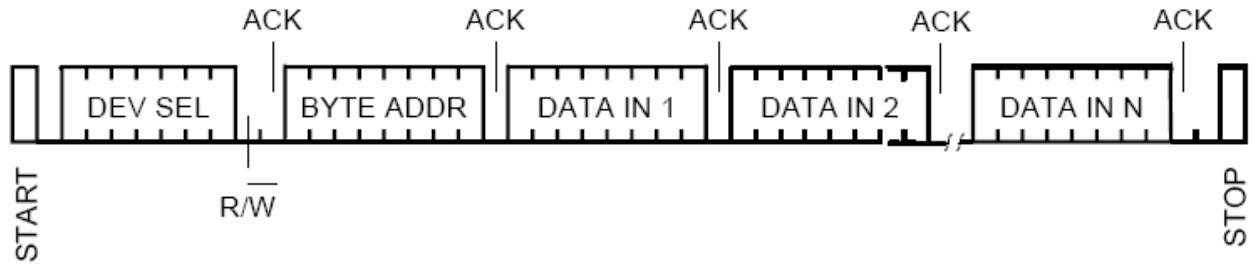 ACK ACK ACK ACK ACK
DEV SEL BYTE ADDR DATA IN 1 DATA IN 2 DATA IN N
R/W̅
START
STOP